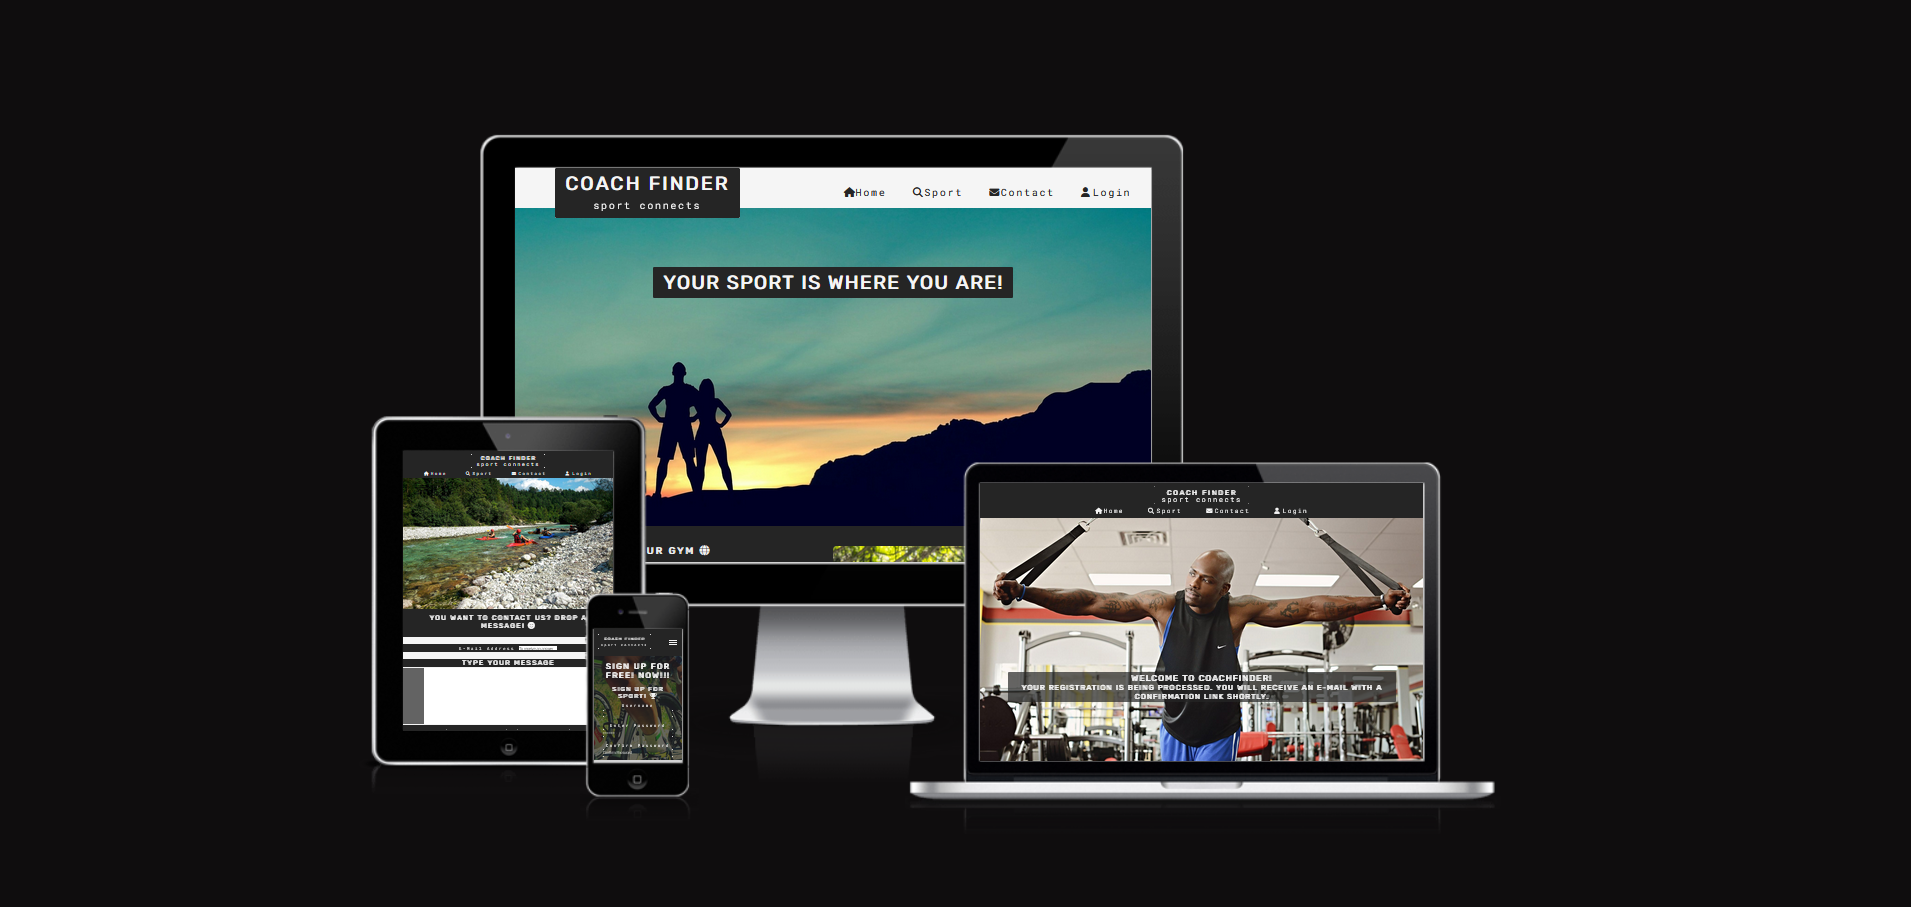 COACH FINDER
sport connects
Home
Sport
Contact
Login
YOUR SPORT IS WHERE YOU ARE!
UR GYM
COACH FINDER
sport connects
Home
Sport
Contact
Login
YOU WANT TO CONTACT US? DROP A
MESSAGE!
E-Mail Address
TYPE YOUR MESSAGE
COACH FINDER
sport connects
SIGN UP FOR
FREE! NOW!!!
SIGN UP FOR
SPORT!
Username
Enter Password
Confirm Password
COACH FINDER
sport connects
Home
Sport
Contact
Login
WELCOME TO COACHFINDER!
YOUR REGISTRATION IS BEING PROCESSED. YOU WILL RECEIVE AN E-MAIL WITH A
CONFIRMATION LINK SHORTLY.